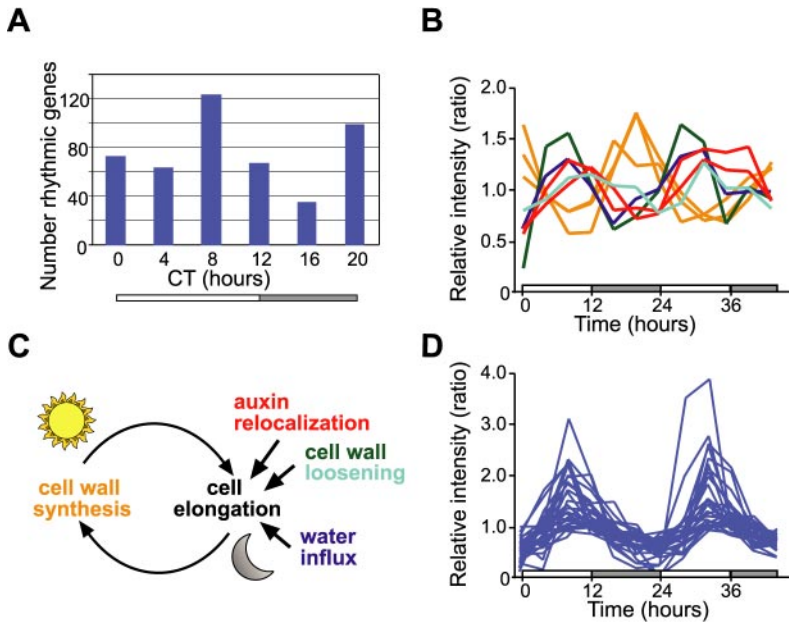 A
Number rhythmic genes
120
80
40
0
0 4 8 12 16 20
CT (hours)
B
Relative intensity (ratio)
2.0
1.5
1.0
0.5
0
0 12 24 36
Time (hours)
C
auxin
relocalization
cell wall
loosening
cell wall
synthesis
cell
elongation
water
influx
D
Relative intensity (ratio)
4.0
3.0
2.0
1.0
0
0 12 24 36
Time (hours)